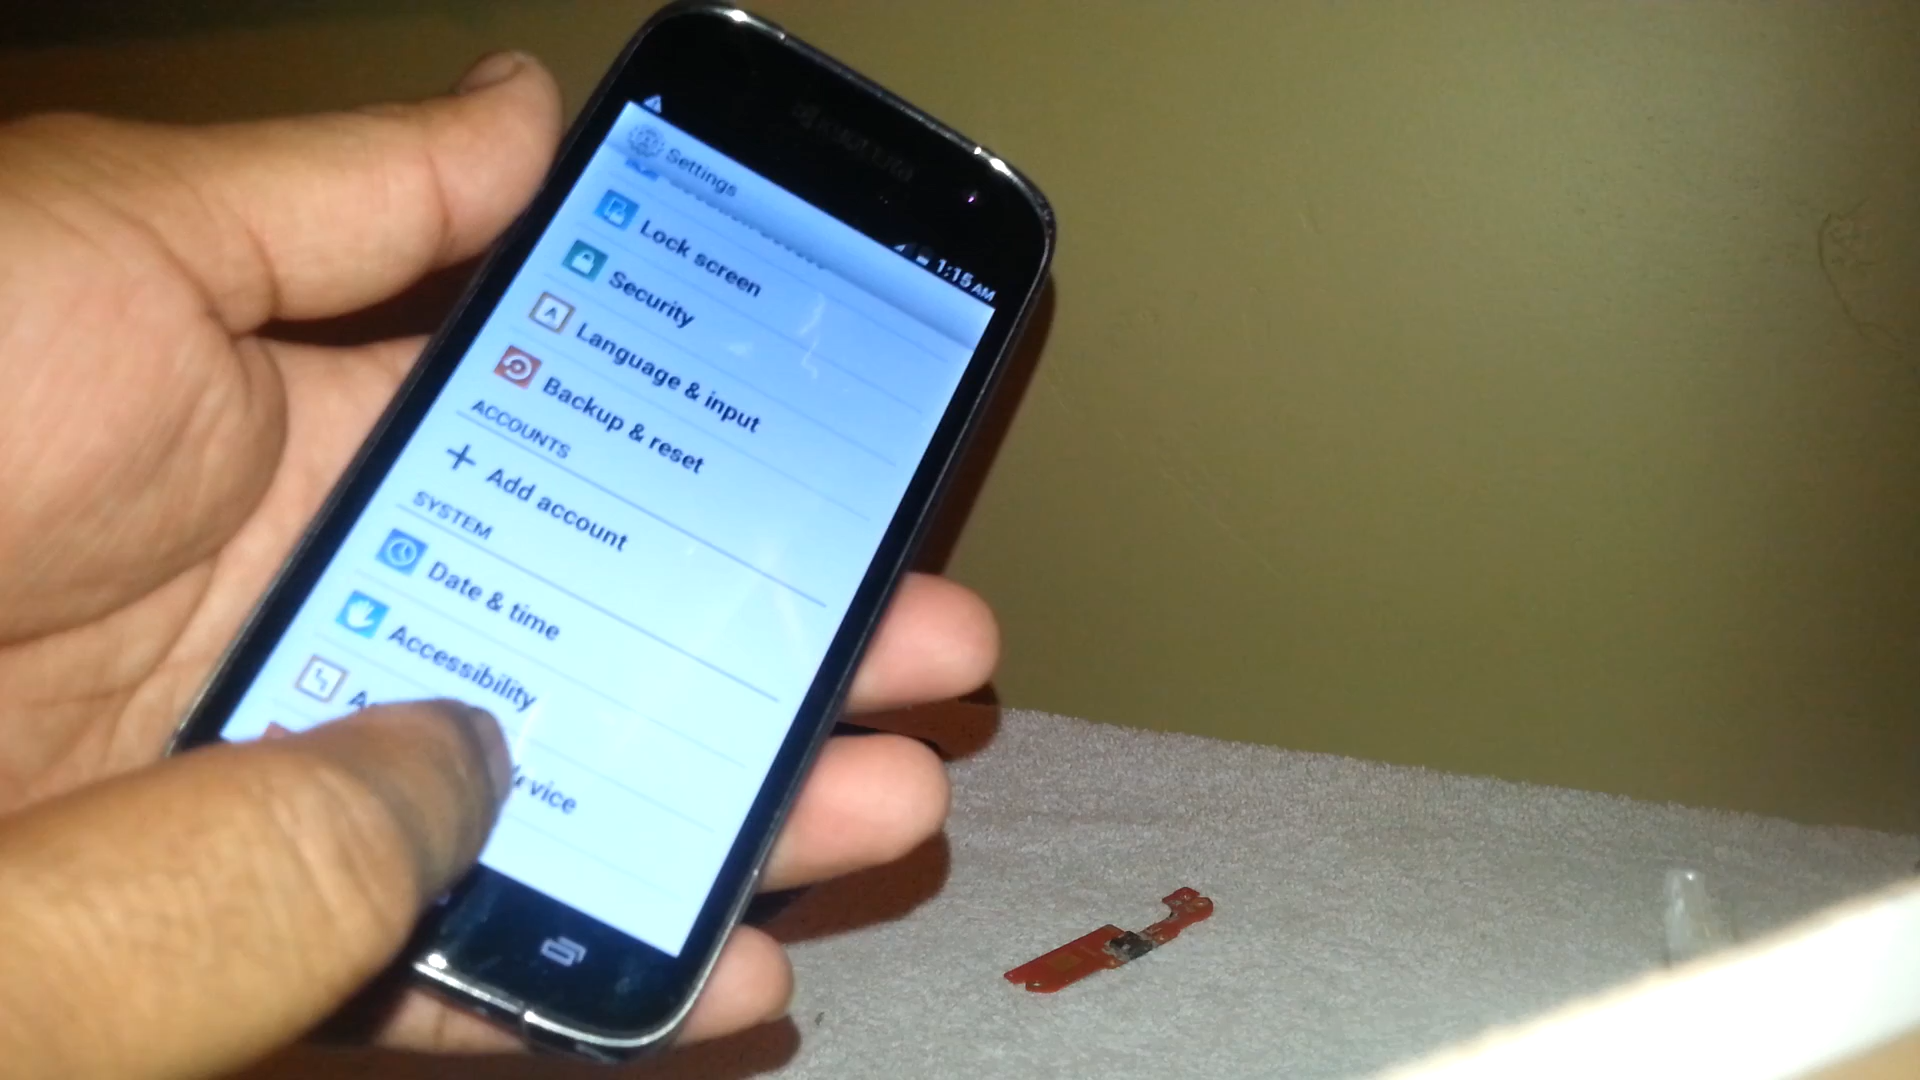 Settings
1:15 AM
Lock screen
Security
Language & input
Backup & reset
ACCOUNTS
Add account
SYSTEM
Date & time
Accessibility